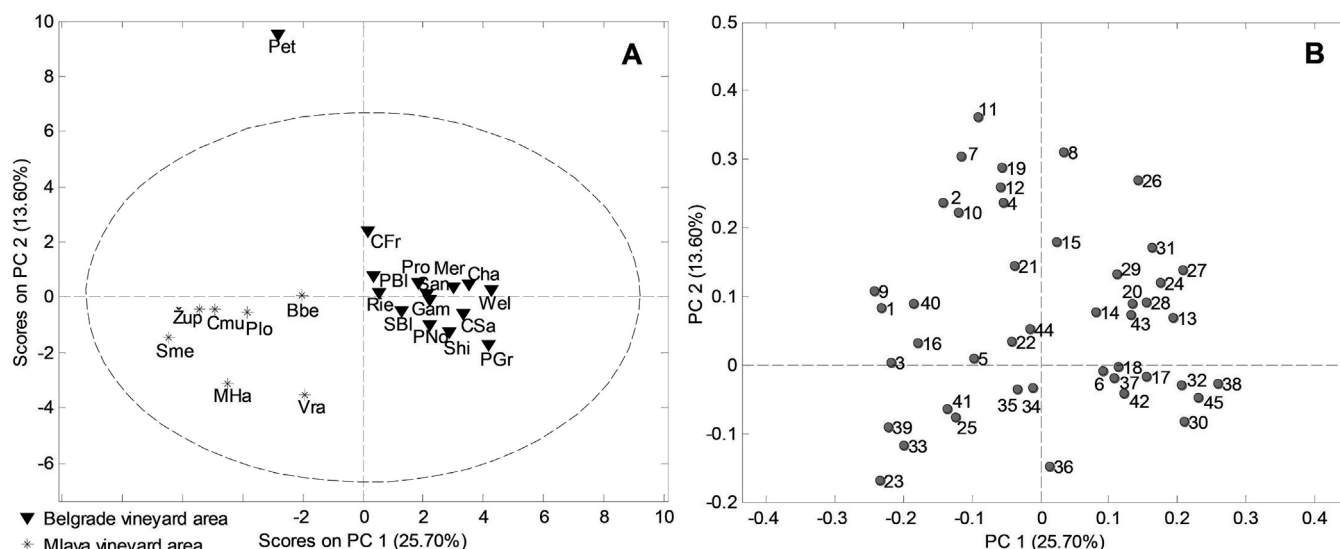 A
10
8
6
4
2
0
-2
-4
-6
Scores on PC 2 (13.60%)
Pet
CFr
PBl
Pro Mer
San
Cha
Rie
Gam
Wel
SBl
CSa
PNo
Shi
PGr
Bbe
Žup Cmu Plo
Sme
MHa
Vra
-2 0 2 4 6 8 10
Scores on PC 1 (25.70%)
Belgrade vineyard area
Mlava vineyard area
B
0.5
0.4
0.3
0.2
0.1
0
-0.1
-0.2
PC 2 (13.60%)
11
7
8
19
12
26
2
4
10
15
31
21
29
27
24
9
20 28
1
40
14
43
13
44
16
22
3
5
18
6 37 17 32 38
35 34
42
45
41
25
30
39
33
36
23
-0.4 -0.3 -0.2 -0.1 0 0.1 0.2 0.3 0.4
PC 1 (25.70%)